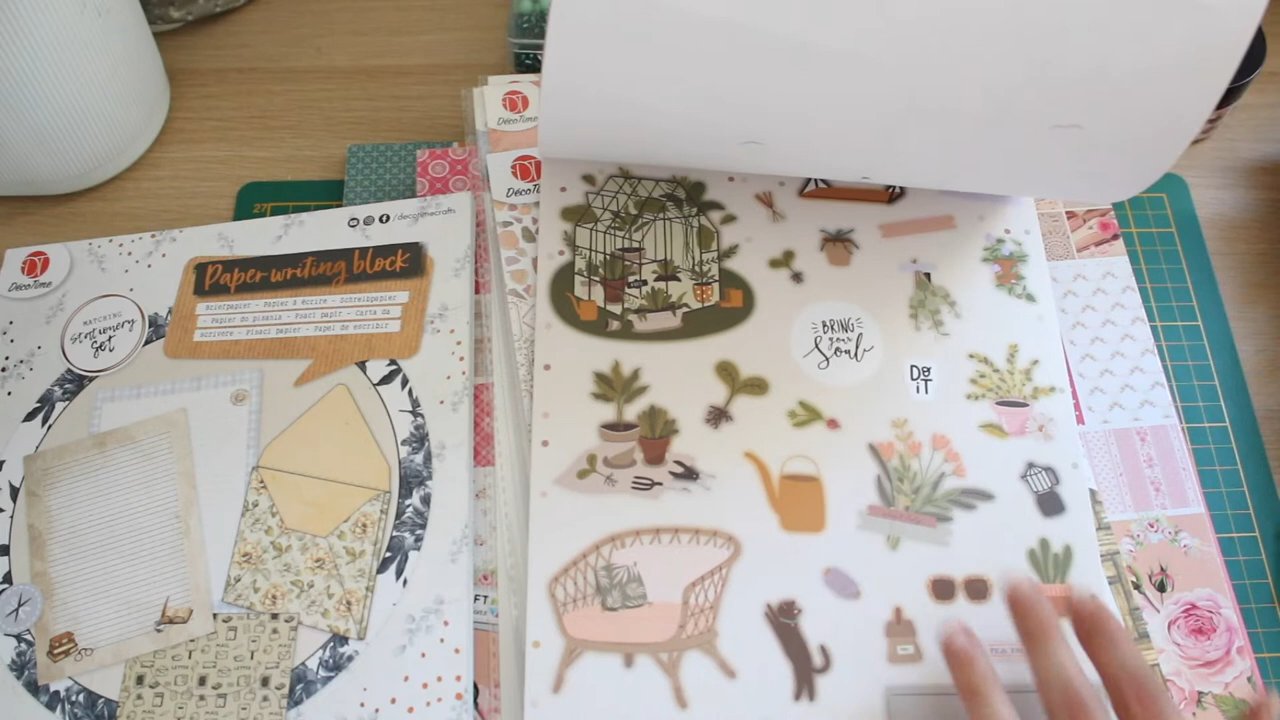 27
DT
DécoTime
MATCHING
Stationery
Set
/decotimecrafts
Paper writing block
Briefpapier - Papier à écrire - Schreibpapier
- Papier do pisania - Psací papír - Carta da
scrivere - Písací papier - Papel de escribir
DT
DécoTime
DT
DécoTime
BRING
your
Soul
DO
iT